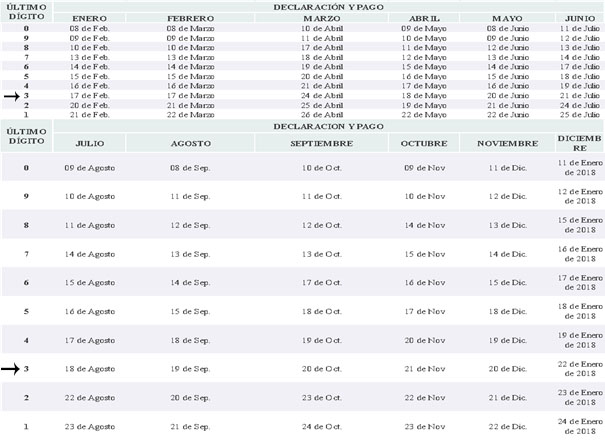 ÚLTIMO DÍGITO DECLARACIÓN Y PAGO
ENERO FEBRERO MARZO ABRIL MAYO JUNIO
0 08 de Feb. 08 de Marzo 10 de Abril 09 de Mayo 08 de Junio 11 de Julio
9 09 de Feb. 09 de Marzo 11 de Abril 10 de Mayo 09 de Junio 12 de Julio
8 10 de Feb. 10 de Marzo 17 de Abril 11 de Mayo 12 de Junio 13 de Julio
7 13 de Feb. 13 de Marzo 18 de Abril 12 de Mayo 13 de Junio 14 de Julio
6 14 de Feb. 14 de Marzo 19 de Abril 15 de Mayo 14 de Junio 17 de Julio
5 15 de Feb. 15 de Marzo 20 de Abril 16 de Mayo 15 de Junio 18 de Julio
4 16 de Feb. 16 de Marzo 21 de Abril 17 de Mayo 16 de Junio 19 de Julio
3 17 de Feb. 17 de Marzo 24 de Abril 18 de Mayo 20 de Junio 21 de Julio
2 20 de Feb. 21 de Marzo 25 de Abril 19 de Mayo 21 de Junio 24 de Julio
1 21 de Feb. 22 de Marzo 26 de Abril 22 de Mayo 22 de Junio 25 de Julio
ÚLTIMO DÍGITO DECLARACION Y PAGO
JULIO AGOSTO SEPTIEMBRE OCTUBRE NOVIEMBRE DICIEMB
RE
0 09 de Agosto 08 de Sep. 10 de Oct. 09 de Nov 11 de Dic. 11 de Enero
de 2018
9 10 de Agosto 11 de Sep. 11 de Oct. 10 de Nov 12 de Dic. 12 de Enero
de 2018
8 11 de Agosto 12 de Sep. 12 de Oct. 14 de Nov 13 de Dic. 15 de Enero
de 2018
7 14 de Agosto 13 de Sep. 13 de Oct. 15 de Nov 14 de Dic. 16 de Enero
de 2018
6 15 de Agosto 14 de Sep. 17 de Oct. 16 de Nov 15 de Dic. 17 de Enero
de 2018
5 16 de Agosto 15 de Sep. 18 de Oct. 17 de Nov 18 de Dic. 18 de Enero
de 2018
4 17 de Agosto 18 de Sep. 19 de Oct. 20 de Nov 19 de Dic. 19 de Enero
de 2018
3 18 de Agosto 19 de Sep. 20 de Oct. 21 de Nov 20 de Dic. 22 de Enero
de 2018
2 22 de Agosto 20 de Sep. 23 de Oct. 22 de Nov 21 de Dic. 23 de Enero
de 2018
1 23 de Agosto 21 de Sep. 24 de Oct. 23 de Nov 22 de Dic. 24 de Enero
de 2018